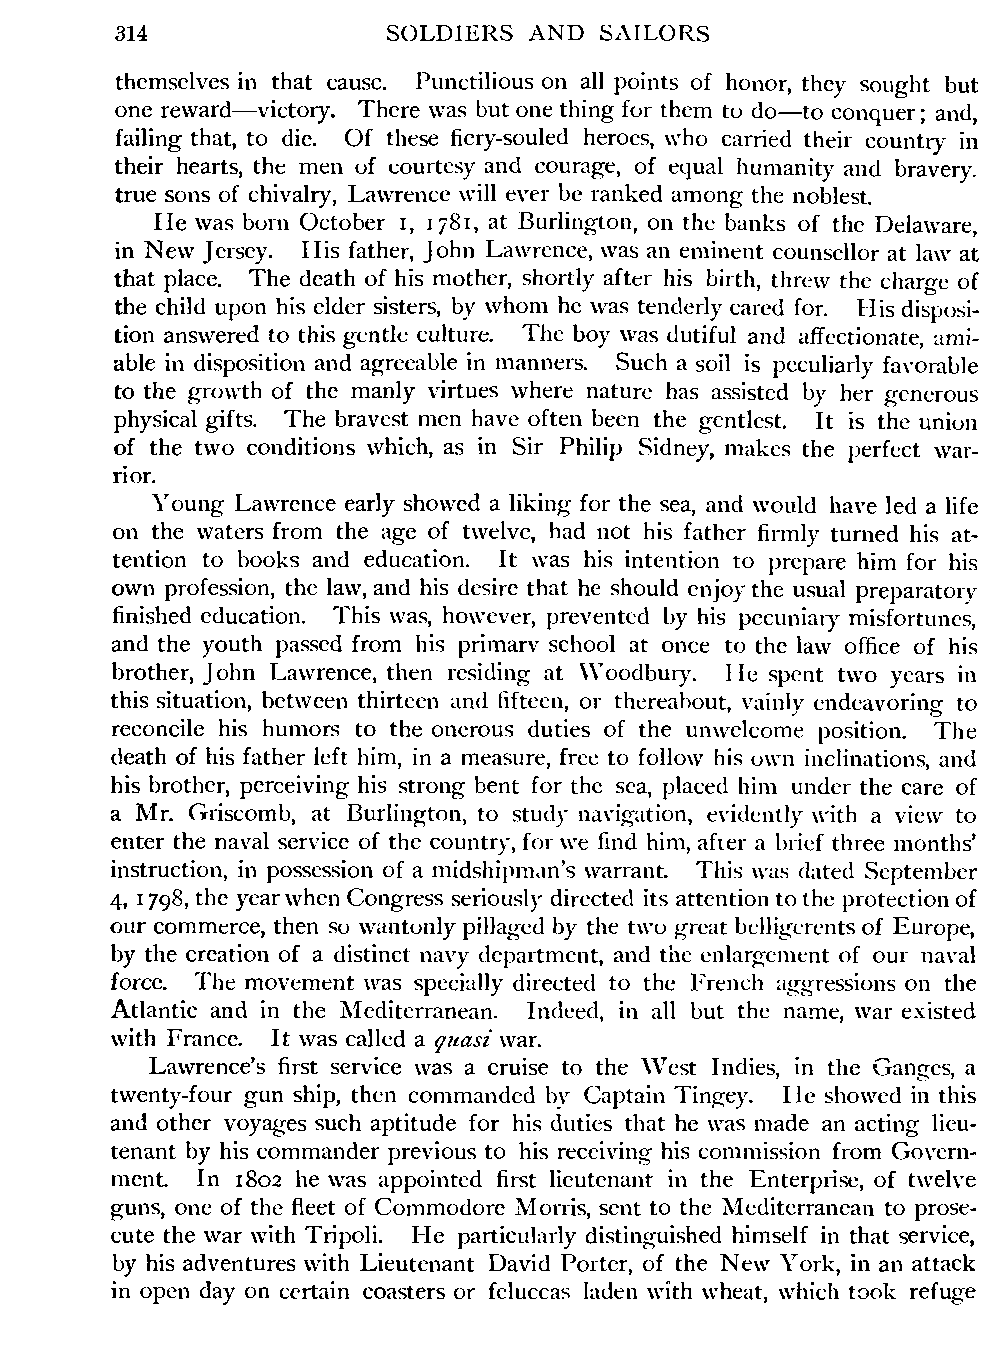 314 SOLDIERS AND SAILORS
themselves in that cause. Punctilious on all points of honor, they sought but
one reward—victory. There was but one thing for them to do—to conquer; and,
failing that, to die. Of these fiery-souled heroes, who carried their country in
their hearts, the men of courtesy and courage, of equal humanity and bravery.
true sons of chivalry, Lawrence will ever be ranked among the noblest.
He was born October 1, 1781, at Burlington, on the banks of the Delaware,
in New Jersey. His father, John Lawrence, was an eminent counsellor at law at
that place. The death of his mother, shortly after his birth, threw the charge of
the child upon his elder sisters, by whom he was tenderly cared for. His disposi-
tion answered to this gentle culture. The boy was dutiful and affectionate, ami-
able in disposition and agreeable in manners. Such a soil is peculiarly favorable
to the growth of the manly virtues where nature has assisted by her generous
physical gifts. The bravest men have often been the gentlest. It is the union
of the two conditions which, as in Sir Philip Sidney, makes the perfect war-
rior.
Young Lawrence early showed a liking for the sea, and would have led a life
on the waters from the age of twelve, had not his father firmly turned his at-
tention to books and education. It was his intention to prepare him for his
own profession, the law, and his desire that he should enjoy the usual preparatory
finished education. This was, however, prevented by his pecuniary misfortunes,
and the youth passed from his primary school at once to the law office of his
brother, John Lawrence, then residing at Woodbury. He spent two years in
this situation, between thirteen and fifteen, or thereabout, vainly endeavoring to
reconcile his humors to the onerous duties of the unwelcome position. The
death of his father left him, in a measure, free to follow his own inclinations, and
his brother, perceiving his strong bent for the sea, placed him under the care of
a Mr. Griscomb, at Burlington, to study navigation, evidently with a view to
enter the naval service of the country, for we find him, after a brief three months'
instruction, in possession of a midshipman's warrant. This was dated September
4, 1798, the year when Congress seriously directed its attention to the protection of
our commerce, then so wantonly pillaged by the two great belligerents of Europe,
by the creation of a distinct navy department, and the enlargement of our naval
force. The movement was specially directed to the French aggressions on the
Atlantic and in the Mediterranean. Indeed, in all but the name, war existed
with France. It was called a quasi war.
Lawrence's first service was a cruise to the West Indies, in the Ganges, a
twenty-four gun ship, then commanded by Captain Tingey. He showed in this
and other voyages such aptitude for his duties that he was made an acting lieu-
tenant by his commander previous to his receiving his commission from Govern-
ment. In 1802 he was appointed first lieutenant in the Enterprise, of twelve
guns, one of the fleet of Commodore Morris, sent to the Mediterranean to prose-
cute the war with Tripoli. He particularly distinguished himself in that service,
by his adventures with Lieutenant David Porter, of the New York, in an attack
in open day on certain coasters or feluccas laden with wheat, which took refuge